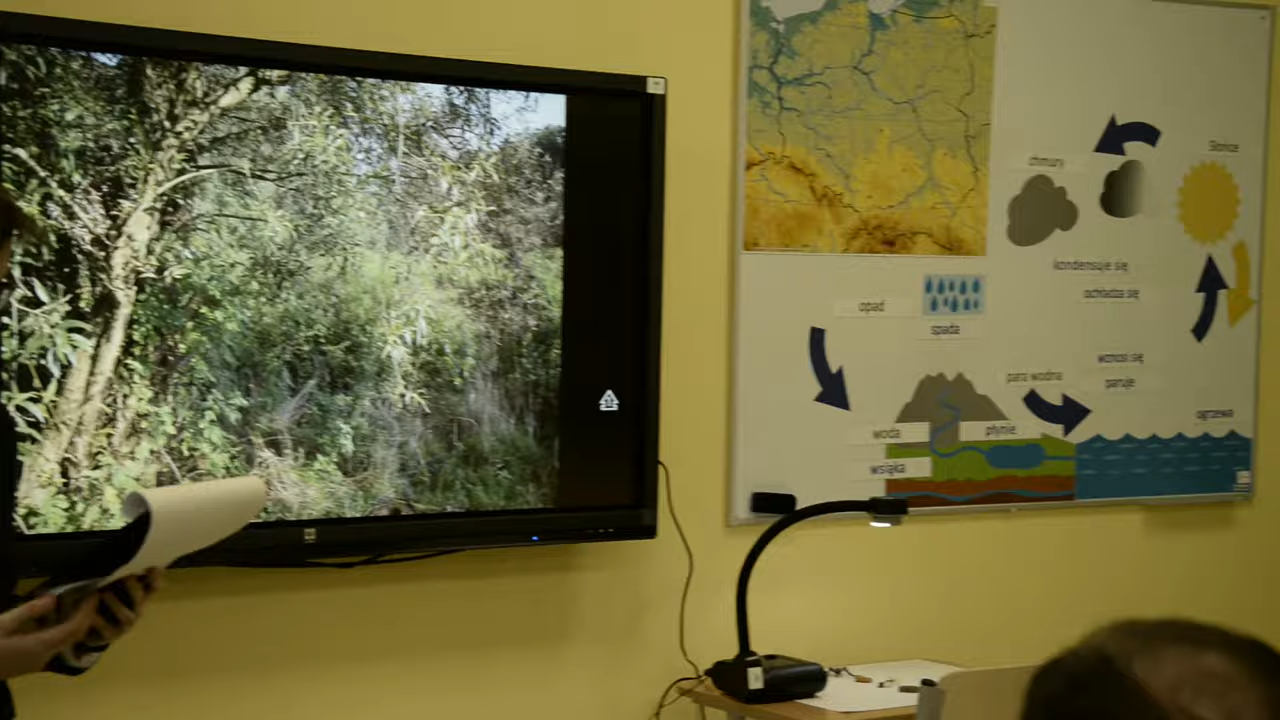 Słońce
chmury
kondensuje się
ochładza się
opad
spada
wznosi się
para wodna
paruje
ogrzewa
woda
płynie
wsiąka